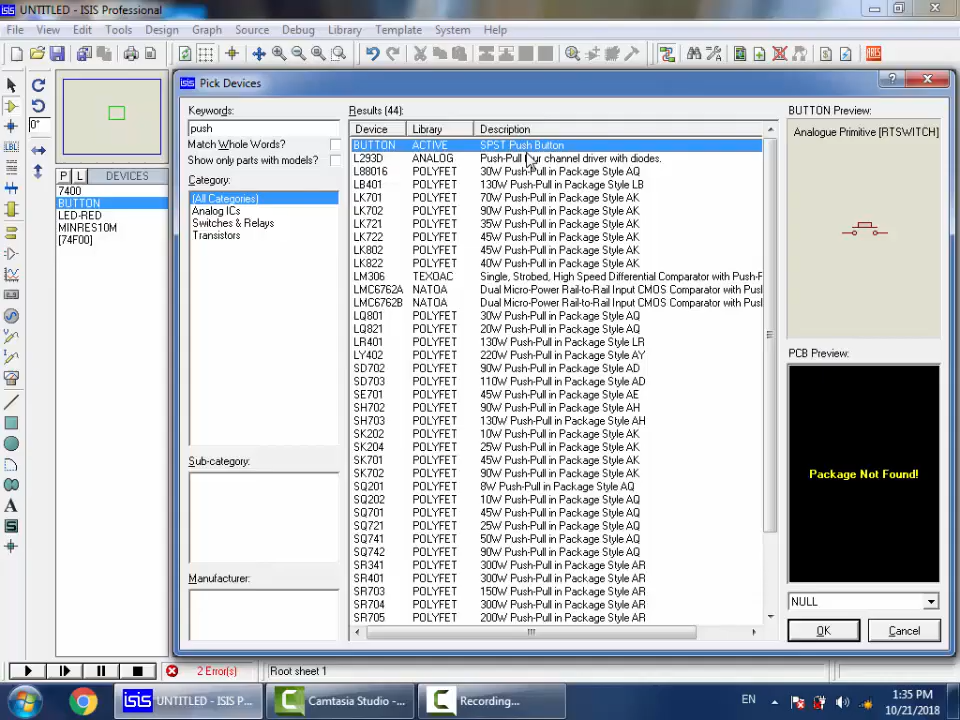 UNTITLED - ISIS Professional
File View Edit Tools Design Graph Source Debug Library Template System Help
Pick Devices
Keywords:
push
Match Whole Words?
Show only parts with models?
Category:
(All Categories)
Analog ICs
Switches & Relays
Transistors
Sub-category:
Manufacturer:
0°
P L DEVICES
7400
BUTTON
LED-RED
MINRES10M
[74F00]
Results (44):
Device Library Description
BUTTON ACTIVE SPST Push Button
L293D ANALOG Push-Pull four channel driver with diodes.
L88016 POLYFET 30W Push-Pull in Package Style AQ
LB401 POLYFET 130W Push-Pull in Package Style LB
LK701 POLYFET 70W Push-Pull in Package Style AK
LK702 POLYFET 90W Push-Pull in Package Style AK
LK721 POLYFET 35W Push-Pull in Package Style AK
LK722 POLYFET 45W Push-Pull in Package Style AK
LK802 POLYFET 45W Push-Pull in Package Style AK
LK822 POLYFET 40W Push-Pull in Package Style AK
LM306 TEXOAC Single, Strobed, High Speed Differential Comparator with Push-F
LMC6762A NATOA Dual Micro-Power Rail-to-Rail Input CMOS Comparator with Pusl
LMC6762B NATOA Dual Micro-Power Rail-to-Rail Input CMOS Comparator with Pusl
LQ801 POLYFET 30W Push-Pull in Package Style AQ
LQ821 POLYFET 20W Push-Pull in Package Style AQ
LR401 POLYFET 130W Push-Pull in Package Style LR
LY402 POLYFET 220W Push-Pull in Package Style AY
SD702 POLYFET 90W Push-Pull in Package Style AD
SD703 POLYFET 110W Push-Pull in Package Style AD
SE701 POLYFET 45W Push-Pull in Package Style AE
SH702 POLYFET 90W Push-Pull in Package Style AH
SH703 POLYFET 130W Push-Pull in Package Style AH
SK202 POLYFET 10W Push-Pull in Package Style AK
SK204 POLYFET 25W Push-Pull in Package Style AK
SK701 POLYFET 45W Push-Pull in Package Style AK
SK702 POLYFET 90W Push-Pull in Package Style AK
SQ201 POLYFET 8W Push-Pull in Package Style AQ
SQ202 POLYFET 10W Push-Pull in Package Style AQ
SQ701 POLYFET 45W Push-Pull in Package Style AQ
SQ721 POLYFET 25W Push-Pull in Package Style AQ
SQ741 POLYFET 50W Push-Pull in Package Style AQ
SQ742 POLYFET 90W Push-Pull in Package Style AQ
SR341 POLYFET 300W Push-Pull in Package Style AR
SR401 POLYFET 300W Push-Pull in Package Style AR
SR703 POLYFET 150W Push-Pull in Package Style AR
SR704 POLYFET 300W Push-Pull in Package Style AR
SR705 POLYFET 200W Push-Pull in Package Style AR
BUTTON Preview:
Analogue Primitive [RTSWITCH]
PCB Preview:
Package Not Found!
NULL
OK Cancel
2 Error(s) Root sheet 1
UNTITLED - ISIS P... Camtasia Studio -... Recording... EN 1:35 PM
10/21/2018